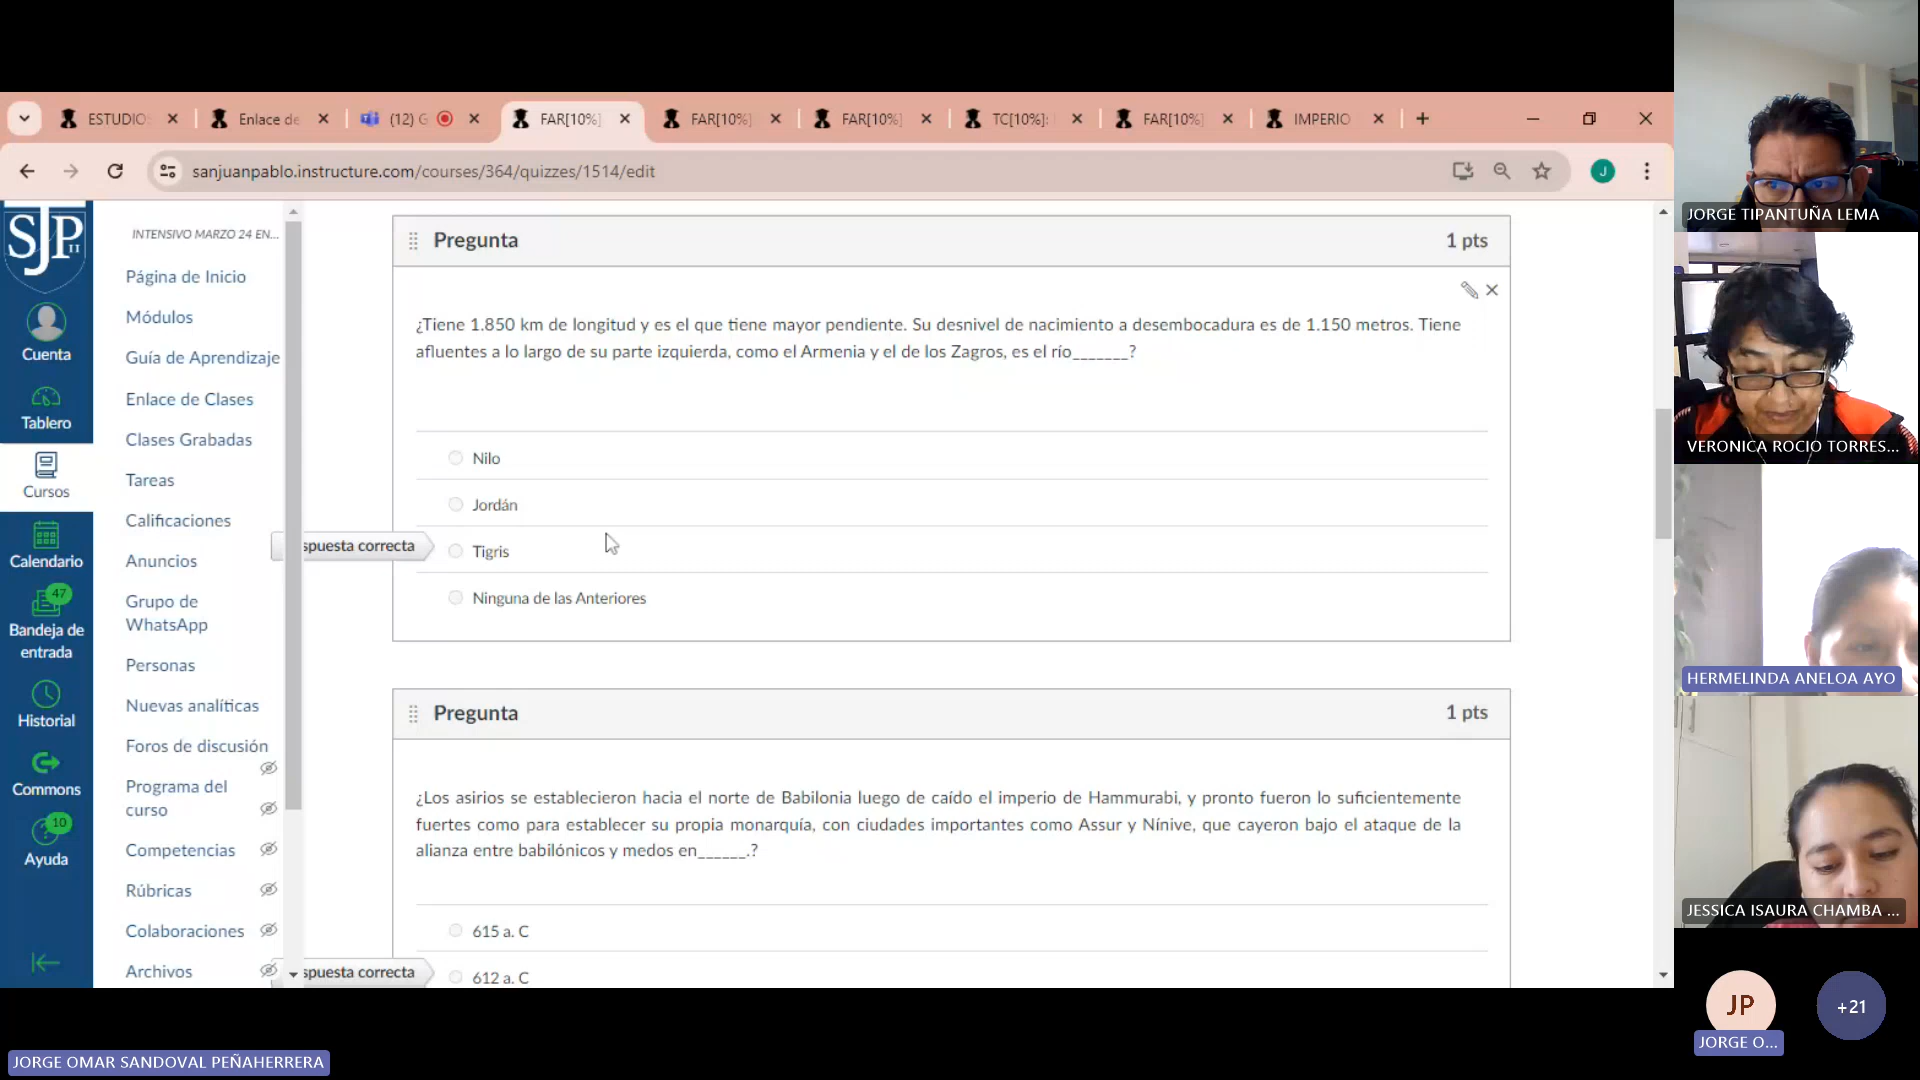 ESTUDIO
Enlace de
(12) G
FAR[10%]
FAR[10%]
FAR[10%]
TC[10%]:
FAR[10%]
IMPERIO
sanjuanpablo.instructure.com/courses/364/quizzes/1514/edit
J
SJP
II
Cuenta
Tablero
Cursos
Calendario
47
Bandeja de
entrada
Historial
Commons
10
Ayuda
INTENSIVO MARZO 24 EN...
Página de Inicio
Módulos
Guía de Aprendizaje
Enlace de Clases
Clases Grabadas
Tareas
Calificaciones
Anuncios
Grupo de
WhatsApp
Personas
Nuevas analíticas
Foros de discusión
Programa del
curso
Competencias
Rúbricas
Colaboraciones
Archivos
Pregunta 1 pts
¿Tiene 1.850 km de longitud y es el que tiene mayor pendiente. Su desnivel de nacimiento a desembocadura es de 1.150 metros. Tiene
afluentes a lo largo de su parte izquierda, como el Armenia y el de los Zagros, es el río_______?
Nilo
Jordán
spuesta correcta
Tigris
Ninguna de las Anteriores
Pregunta 1 pts
¿Los asirios se establecieron hacia el norte de Babilonia luego de caído el imperio de Hammurabi, y pronto fueron lo suficientemente
fuertes como para establecer su propia monarquía, con ciudades importantes como Assur y Nínive, que cayeron bajo el ataque de la
alianza entre babilónicos y medos en______.?
615 a. C
spuesta correcta
612 a. C
JORGE TIPANTUÑA LEMA
VERONICA ROCIO TORRES...
HERMELINDA ANELOA AYO
JESSICA ISAURA CHAMBA ...
JP
+21
JORGE O...
JORGE OMAR SANDOVAL PEÑAHERRERA